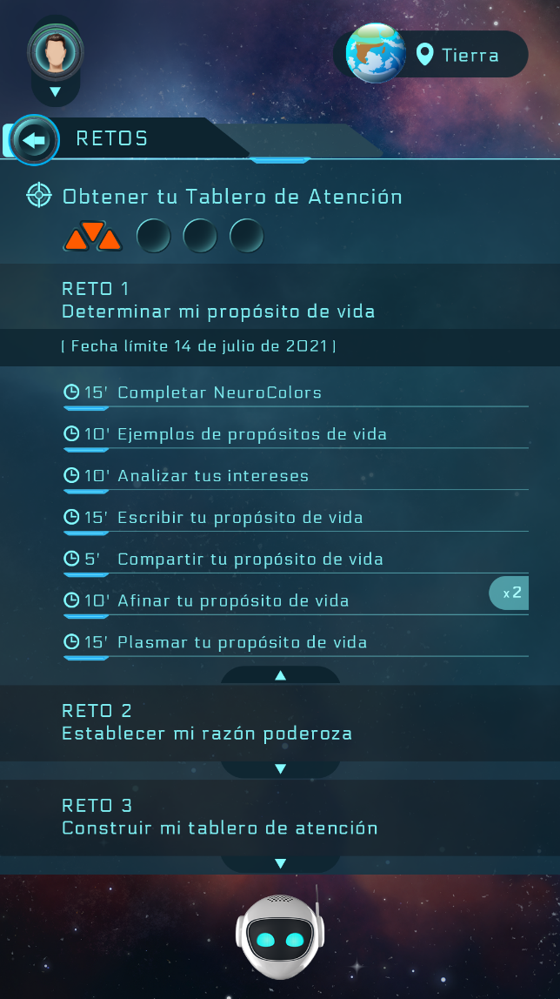 Tierra
RETOS
Obtener tu Tablero de Atención
RETO 1
Determinar mi propósito de vida
[ Fecha límite 14 de julio de 2021 ]
15' Completar NeuroColors
10' Ejemplos de propósitos de vida
10' Analizar tus intereses
15' Escribir tu propósito de vida
5' Compartir tu propósito de vida
10' Afinar tu propósito de vida
x 2
15' Plasmar tu propósito de vida
RETO 2
Establecer mi razón poderoza
RETO 3
Construir mi tablero de atención